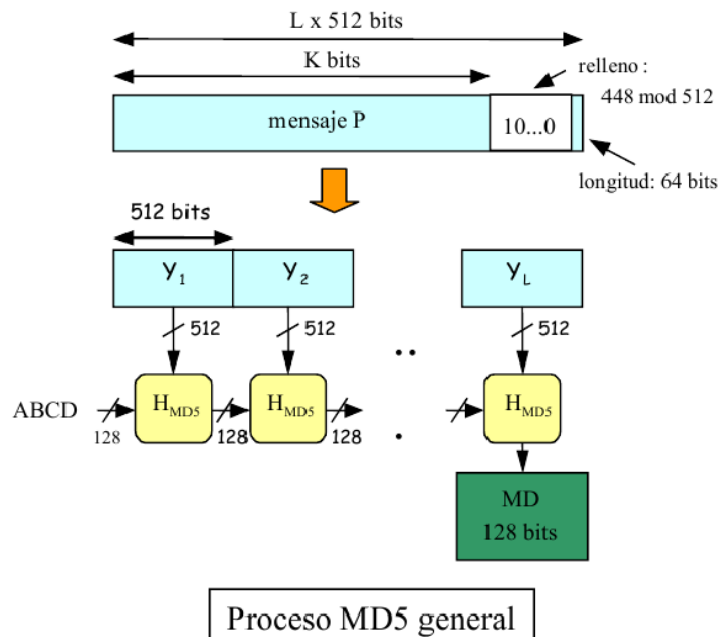 L x 512 bits
K bits
relleno :
448 mod 512
mensaje P
10...0
longitud: 64 bits
512 bits
Y1 Y2 YL
512 512 512
ABCD
HMD5 HMD5 HMD5
128 128 128
MD
128 bits
Proceso MD5 general